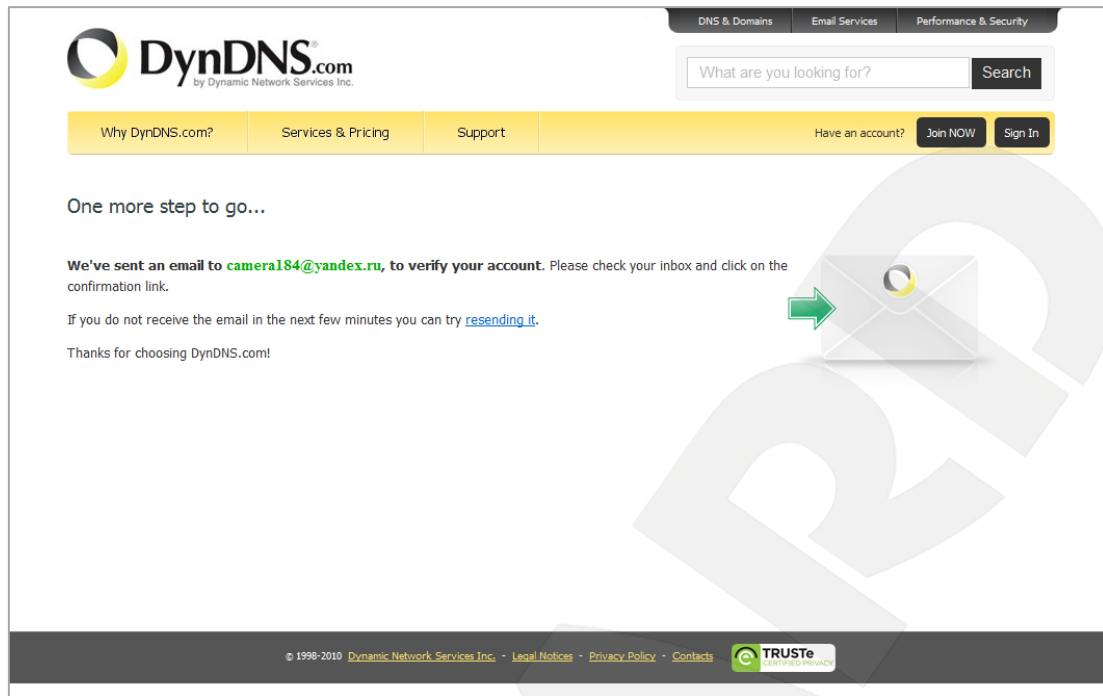 DNS & Domains Email Services Performance & Security
DynDNS.com
by Dynamic Network Services Inc.
What are you looking for? Search
Why DynDNS.com? Services & Pricing Support Have an account? Join NOW Sign In
One more step to go...
We've sent an email to camera184@yandex.ru, to verify your account. Please check your inbox and click on the
confirmation link.
If you do not receive the email in the next few minutes you can try resending it.
Thanks for choosing DynDNS.com!
© 1998-2010 Dynamic Network Services Inc. - Legal Notices - Privacy Policy - Contacts TRUSTe
CERTIFIED PRIVACY
RD